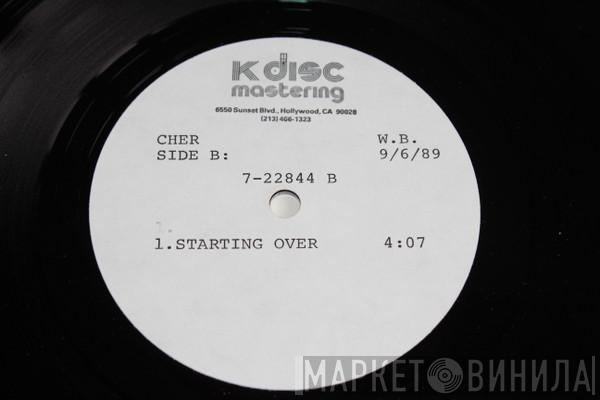 K disc
mastering
6550 Sunset Blvd., Hollywood, CA 90028
(213) 466-1323
CHER W.B.
SIDE B: 9/6/89
7-22844 B
1.
1.STARTING OVER 4:07
МАРКЕТ ВИНИЛА